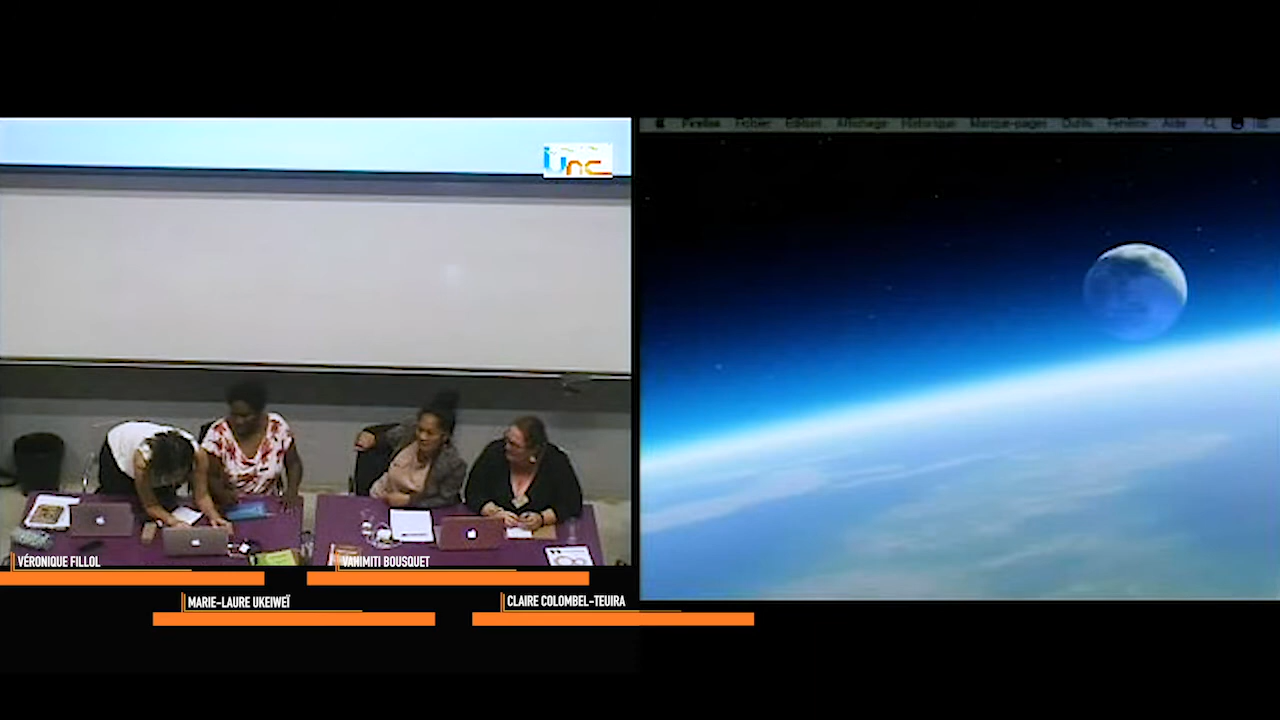 unc
Firefox Fichier Édition Affichage Historique Marque-pages Outils Fenêtre Aide
VÉRONIQUE FILLOL
VANIMITI BOUSQUET
MARIE-LAURE UKEIWEÏ
CLAIRE COLOMBEL-TEUIRA